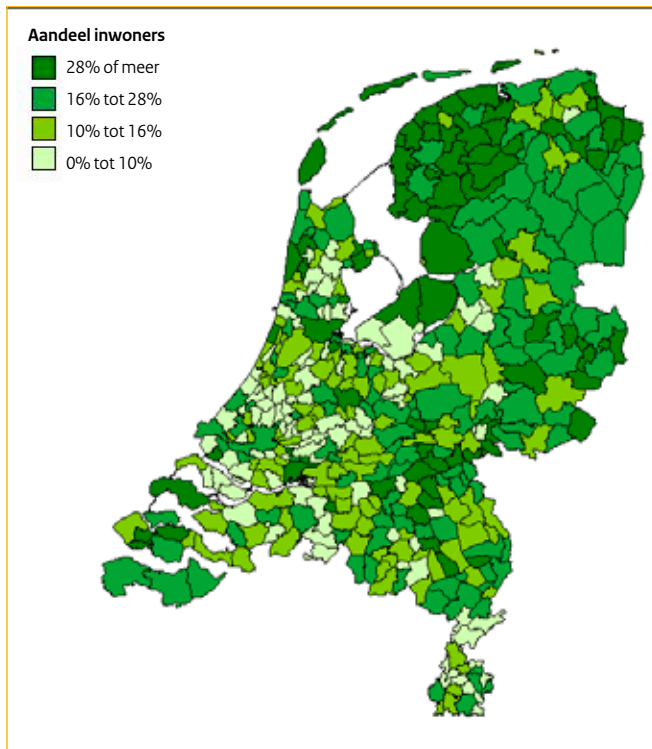 Aandeel inwoners
28% of meer
16% tot 28%
10% tot 16%
0% tot 10%